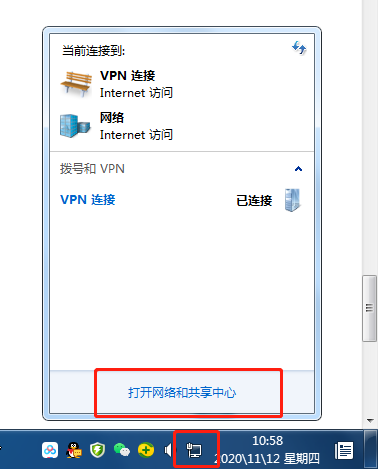 当前连接到:
VPN 连接
Internet 访问
网络
Internet 访问
拨号和 VPN
VPN 连接 已连接
打开网络和共享中心
10:58
2020\11\12 星期四